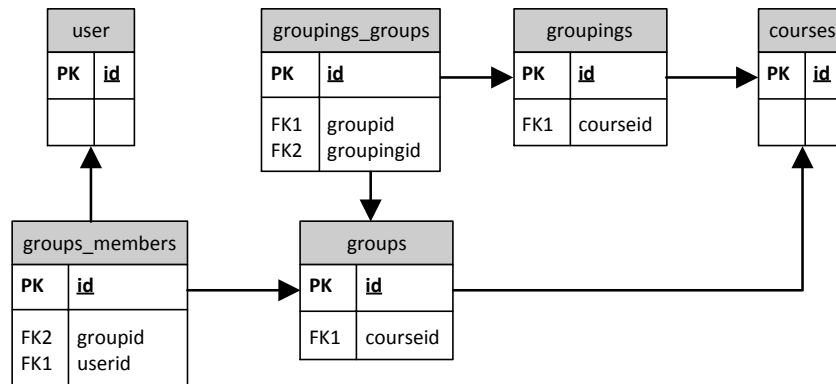 user
PK id
groupings_groups
PK id
FK1 groupid
FK2 groupingid
groupings
PK id
FK1 courseid
courses
PK id
groups_members
PK id
FK2 groupid
FK1 userid
groups
PK id
FK1 courseid